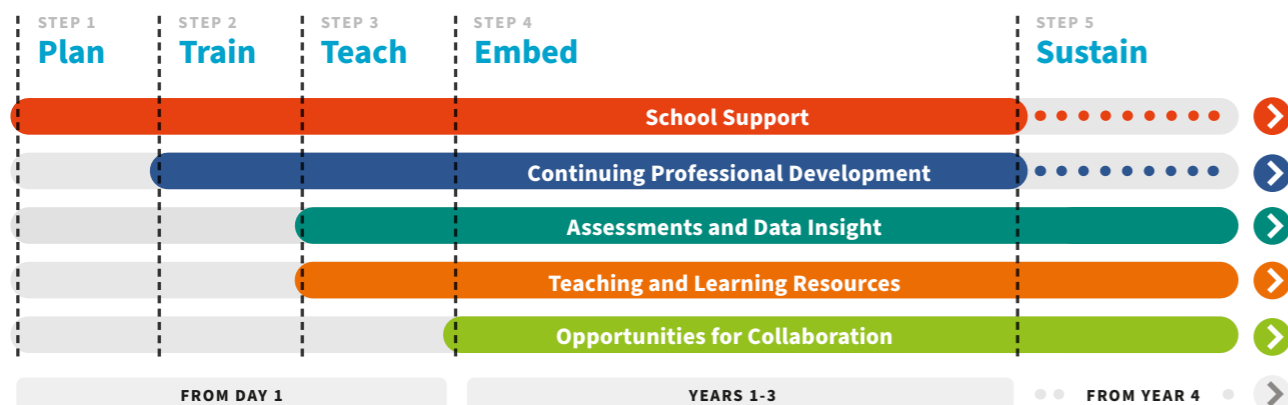 STEP 1
Plan
STEP 2
Train
STEP 3
Teach
STEP 4
Embed
STEP 5
Sustain
School Support
Continuing Professional Development
Assessments and Data Insight
Teaching and Learning Resources
Opportunities for Collaboration
FROM DAY 1
YEARS 1-3
FROM YEAR 4